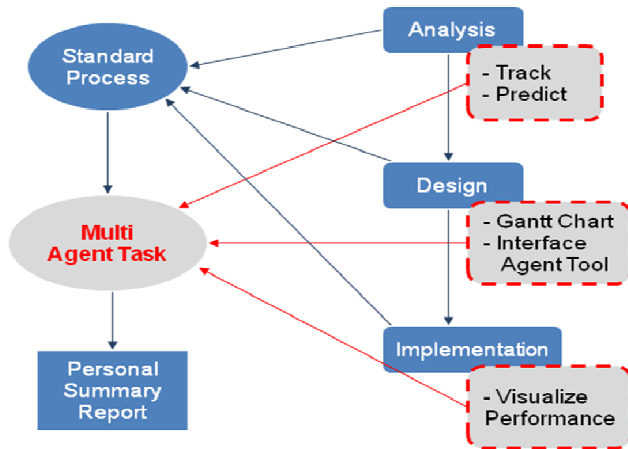 Analysis
Standard
Process
- Track
- Predict
Design
Multi
Agent Task
- Gantt Chart
- Interface
Agent Tool
Implementation
Personal
Summary
Report
- Visualize
Performance